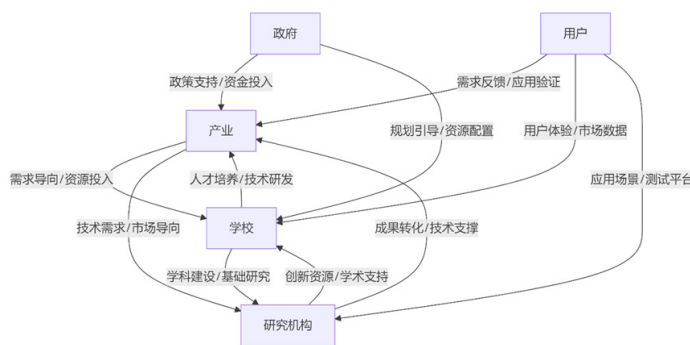 政府
用户
政策支持/资金投入
需求反馈/应用验证
产业
规划引导/资源配置
用户体验/市场数据
需求导向/资源投入
人才培养/技术研发
应用场景/测试平台
技术需求/市场导向
学校
成果转化/技术支撑
学科建设/基础研究
创新资源/学术支持
研究机构